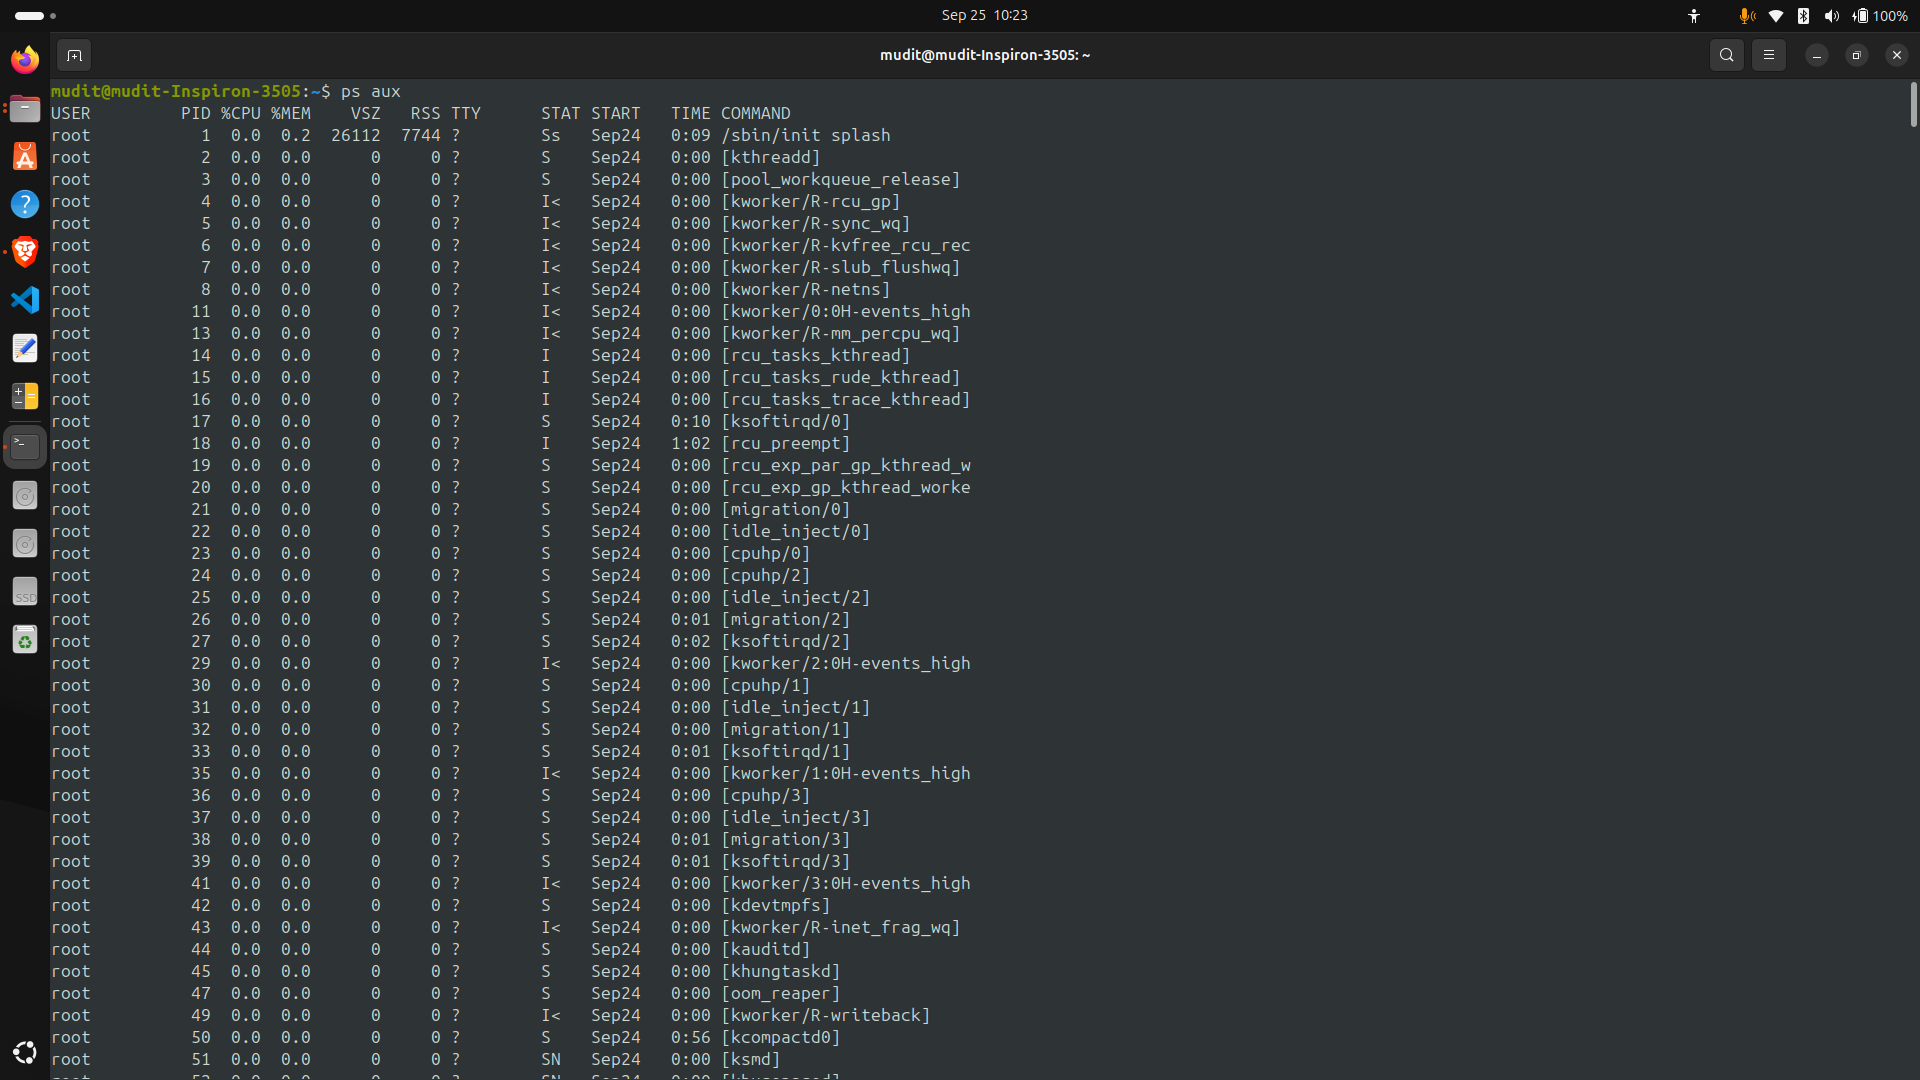 Sep 25 10:23
100%
mudit@mudit-Inspiron-3505: ~
mudit@mudit-Inspiron-3505:~$ ps aux
USER PID %CPU %MEM VSZ RSS TTY STAT START TIME COMMAND
root 1 0.0 0.2 26112 7744 ? Ss Sep24 0:09 /sbin/init splash
root 2 0.0 0.0 0 0 ? S Sep24 0:00 [kthreadd]
root 3 0.0 0.0 0 0 ? S Sep24 0:00 [pool_workqueue_release]
root 4 0.0 0.0 0 0 ? I< Sep24 0:00 [kworker/R-rcu_gp]
root 5 0.0 0.0 0 0 ? I< Sep24 0:00 [kworker/R-sync_wq]
root 6 0.0 0.0 0 0 ? I< Sep24 0:00 [kworker/R-kvfree_rcu_rec
root 7 0.0 0.0 0 0 ? I< Sep24 0:00 [kworker/R-slub_flushwq]
root 8 0.0 0.0 0 0 ? I< Sep24 0:00 [kworker/R-netns]
root 11 0.0 0.0 0 0 ? I< Sep24 0:00 [kworker/0:0H-events_high
root 13 0.0 0.0 0 0 ? I< Sep24 0:00 [kworker/R-mm_percpu_wq]
root 14 0.0 0.0 0 0 ? I Sep24 0:00 [rcu_tasks_kthread]
root 15 0.0 0.0 0 0 ? I Sep24 0:00 [rcu_tasks_rude_kthread]
root 16 0.0 0.0 0 0 ? I Sep24 0:00 [rcu_tasks_trace_kthread]
root 17 0.0 0.0 0 0 ? S Sep24 0:10 [ksoftirqd/0]
root 18 0.0 0.0 0 0 ? I Sep24 1:02 [rcu_preempt]
root 19 0.0 0.0 0 0 ? S Sep24 0:00 [rcu_exp_par_gp_kthread_w
root 20 0.0 0.0 0 0 ? S Sep24 0:00 [rcu_exp_gp_kthread_worke
root 21 0.0 0.0 0 0 ? S Sep24 0:00 [migration/0]
root 22 0.0 0.0 0 0 ? S Sep24 0:00 [idle_inject/0]
root 23 0.0 0.0 0 0 ? S Sep24 0:00 [cpuhp/0]
root 24 0.0 0.0 0 0 ? S Sep24 0:00 [cpuhp/2]
root 25 0.0 0.0 0 0 ? S Sep24 0:00 [idle_inject/2]
root 26 0.0 0.0 0 0 ? S Sep24 0:01 [migration/2]
root 27 0.0 0.0 0 0 ? S Sep24 0:02 [ksoftirqd/2]
root 29 0.0 0.0 0 0 ? I< Sep24 0:00 [kworker/2:0H-events_high
root 30 0.0 0.0 0 0 ? S Sep24 0:00 [cpuhp/1]
root 31 0.0 0.0 0 0 ? S Sep24 0:00 [idle_inject/1]
root 32 0.0 0.0 0 0 ? S Sep24 0:00 [migration/1]
root 33 0.0 0.0 0 0 ? S Sep24 0:01 [ksoftirqd/1]
root 35 0.0 0.0 0 0 ? I< Sep24 0:00 [kworker/1:0H-events_high
root 36 0.0 0.0 0 0 ? S Sep24 0:00 [cpuhp/3]
root 37 0.0 0.0 0 0 ? S Sep24 0:00 [idle_inject/3]
root 38 0.0 0.0 0 0 ? S Sep24 0:01 [migration/3]
root 39 0.0 0.0 0 0 ? S Sep24 0:01 [ksoftirqd/3]
root 41 0.0 0.0 0 0 ? I< Sep24 0:00 [kworker/3:0H-events_high
root 42 0.0 0.0 0 0 ? S Sep24 0:00 [kdevtmpfs]
root 43 0.0 0.0 0 0 ? I< Sep24 0:00 [kworker/R-inet_frag_wq]
root 44 0.0 0.0 0 0 ? S Sep24 0:00 [kauditd]
root 45 0.0 0.0 0 0 ? S Sep24 0:00 [khungtaskd]
root 47 0.0 0.0 0 0 ? S Sep24 0:00 [oom_reaper]
root 49 0.0 0.0 0 0 ? I< Sep24 0:00 [kworker/R-writeback]
root 50 0.0 0.0 0 0 ? S Sep24 0:56 [kcompactd0]
root 51 0.0 0.0 0 0 ? SN Sep24 0:00 [ksmd]
SSD